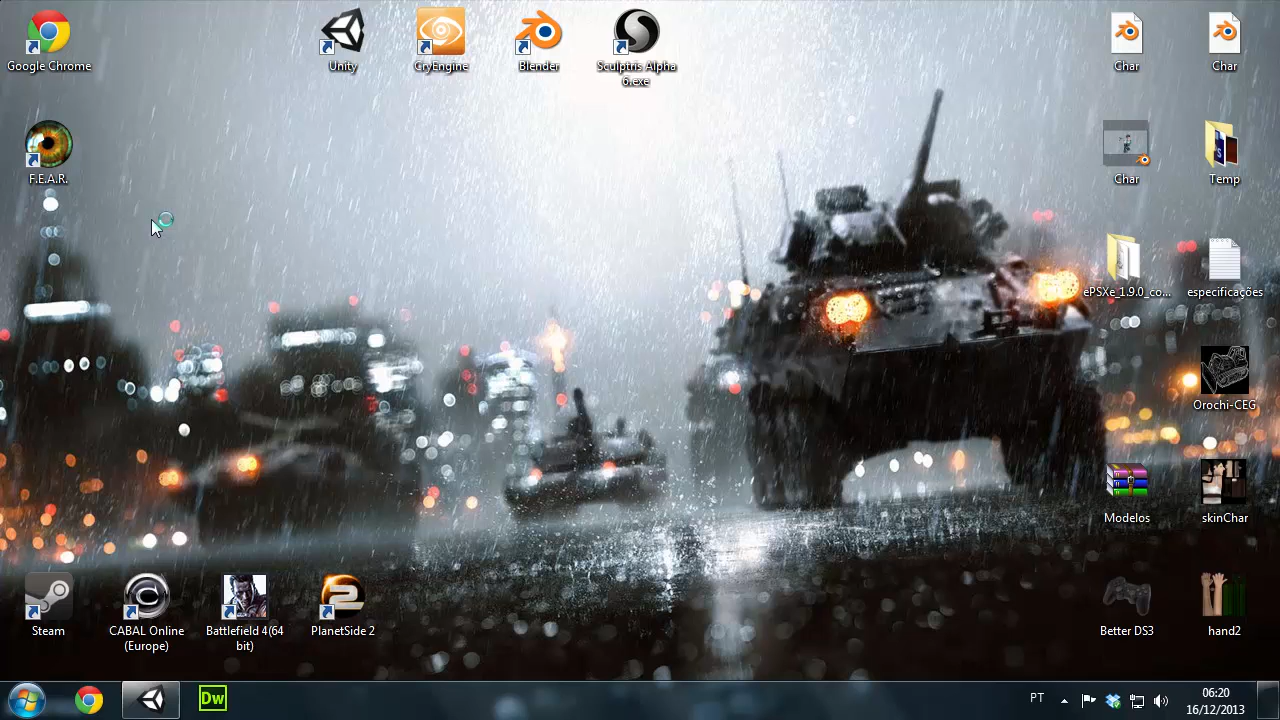 Google Chrome
Unity
CryEngine
Blender
Sculptris Alpha
6.exe
Char
Char
F.E.A.R.
Char
Temp
ePSXe_1.9.0_co...
especificações
Orochi-CEG
Modelos
skinChar
Steam
CABAL Online
(Europe)
Battlefield 4(64
bit)
PlanetSide 2
Better DS3
hand2
Dw
PT
06:20
16/12/2013